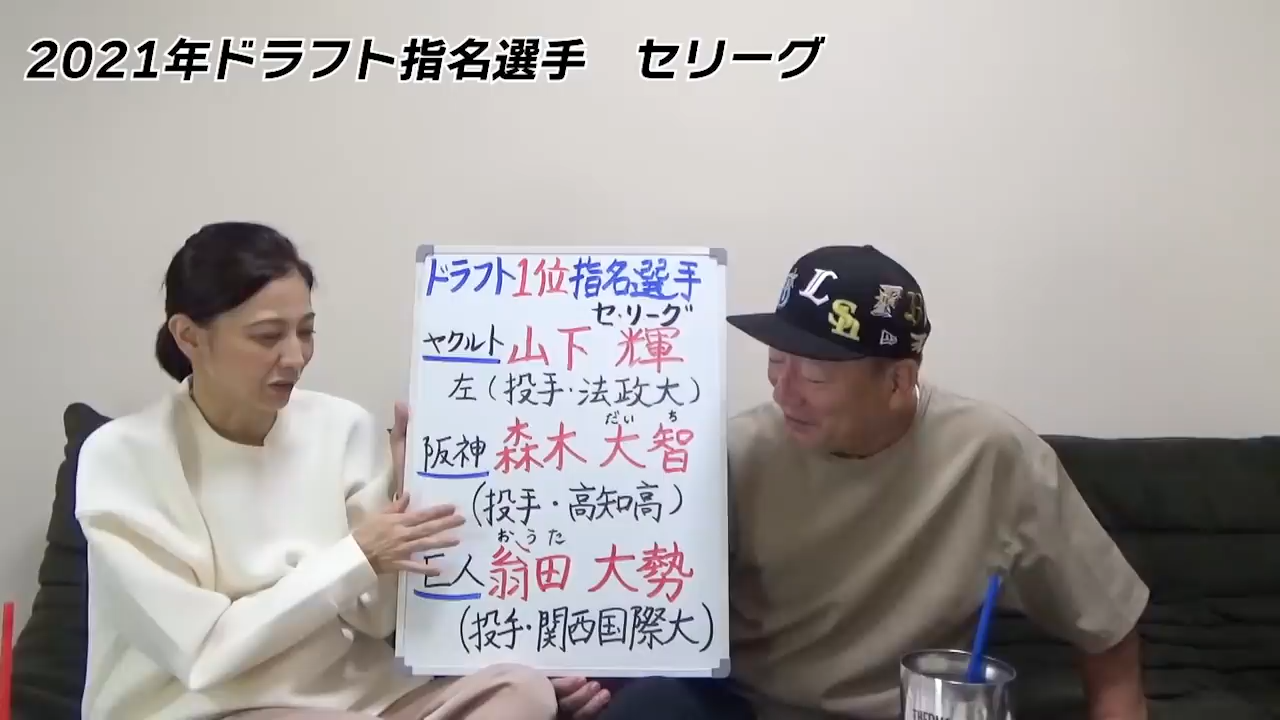 2021年ドラフト指名選手　セリーグ
ドラフト1位指名選手
セ・リーグ
ヤクルト 山下 輝
左(投手・法政大)
だいち
阪神 森木 大智
(投手・高知高)
おうた
巨人 翁田 大勢
(投手・関西国際大)
L
SH